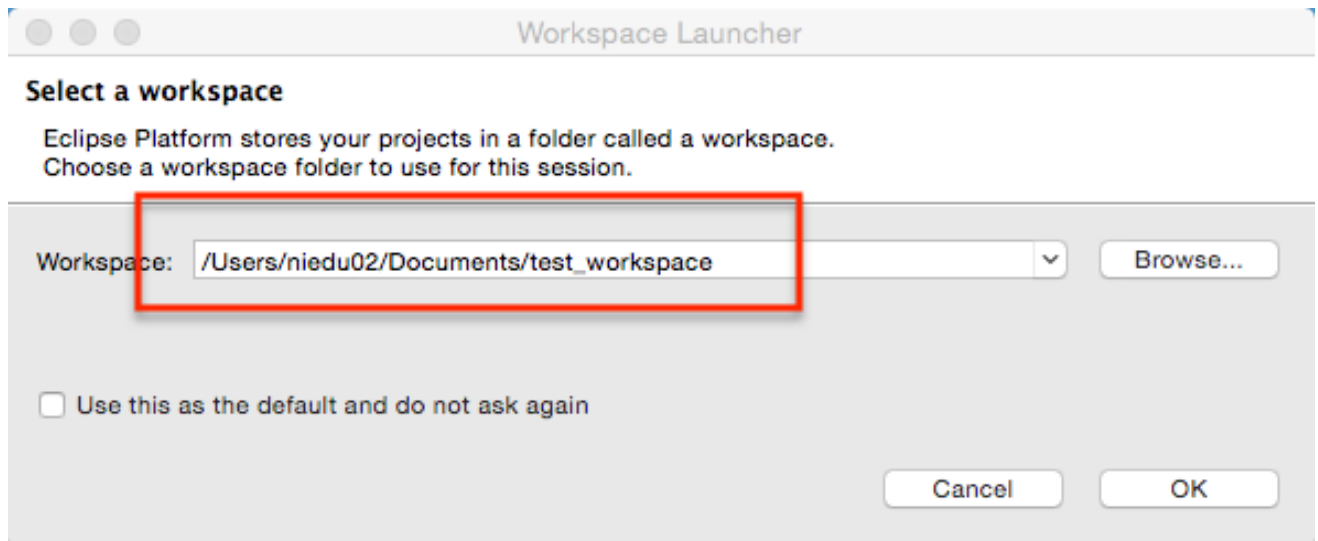 Workspace Launcher
Select a workspace
Eclipse Platform stores your projects in a folder called a workspace.
Choose a workspace folder to use for this session.
Workspace: /Users/niedu02/Documents/test_workspace Browse...
Use this as the default and do not ask again
Cancel OK